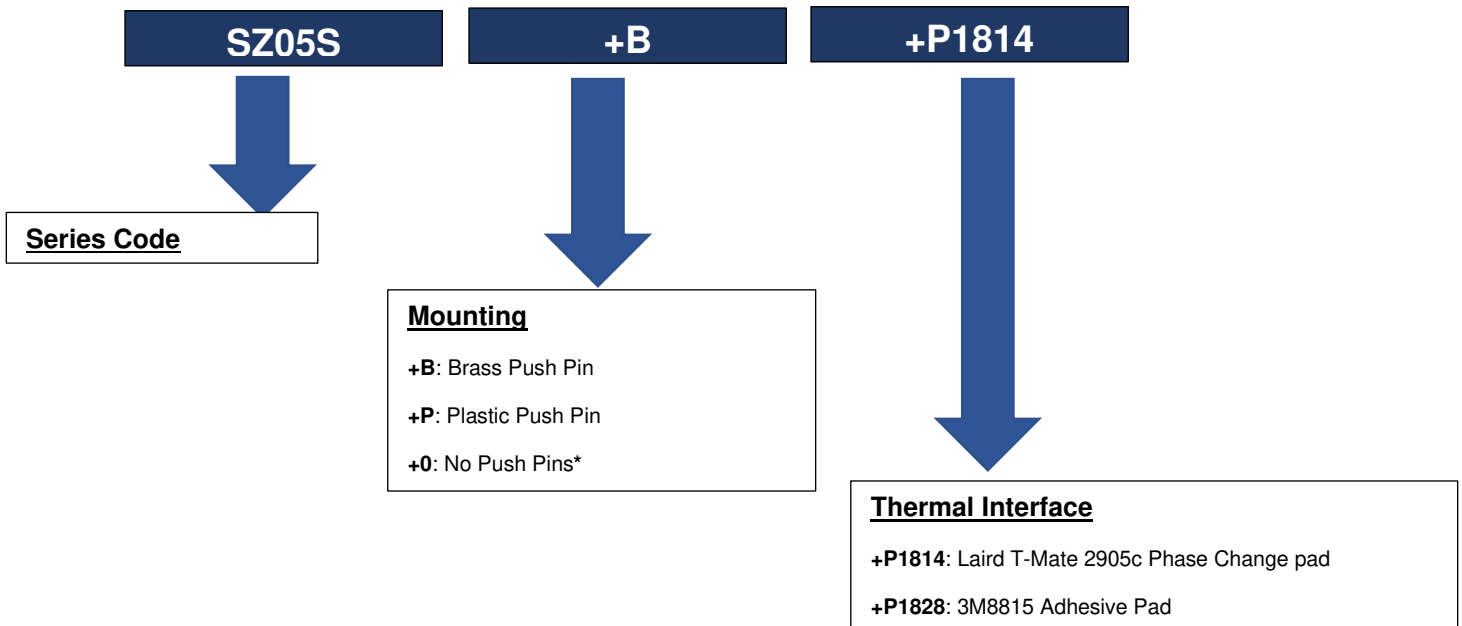 SZ05S +B +P1814
Series Code
Mounting
+B: Brass Push Pin
+P: Plastic Push Pin
+0: No Push Pins*
Thermal Interface
+P1814: Laird T-Mate 2905c Phase Change pad
+P1828: 3M8815 Adhesive Pad